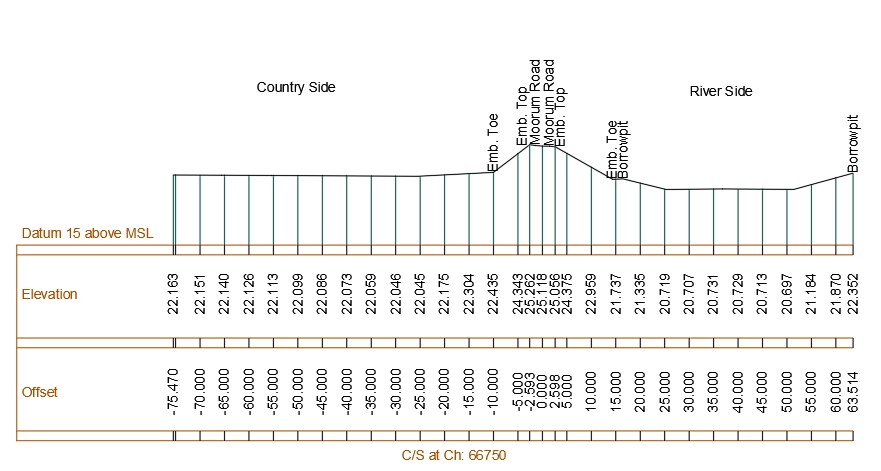 Country Side
River Side
Emb. Toe
Emb. Top
Moorum Road
Moorum Road
Emb. Top
Emb. Toe
Borrowpit
Borrowpit
Datum 15 above MSL
Elevation
22.163 22.151 22.140 22.126 22.113 22.099 22.086 22.073 22.059 22.046 22.045 22.175 22.304 22.435 24.343 25.262 25.118 25.056 24.375 22.959 21.737 21.335 20.719 20.707 20.731 20.729 20.713 20.697 21.184 21.870 22.352
Offset
-75.470 -70.000 -65.000 -60.000 -55.000 -50.000 -45.000 -40.000 -35.000 -30.000 -20.000 -15.000 -10.000 -5.000 -2.593 0.000 2.598 5.000 10.000 15.000 20.000 25.000 30.000 35.000 40.000 45.000 50.000 55.000 60.000 63.514
C/S at Ch: 66750